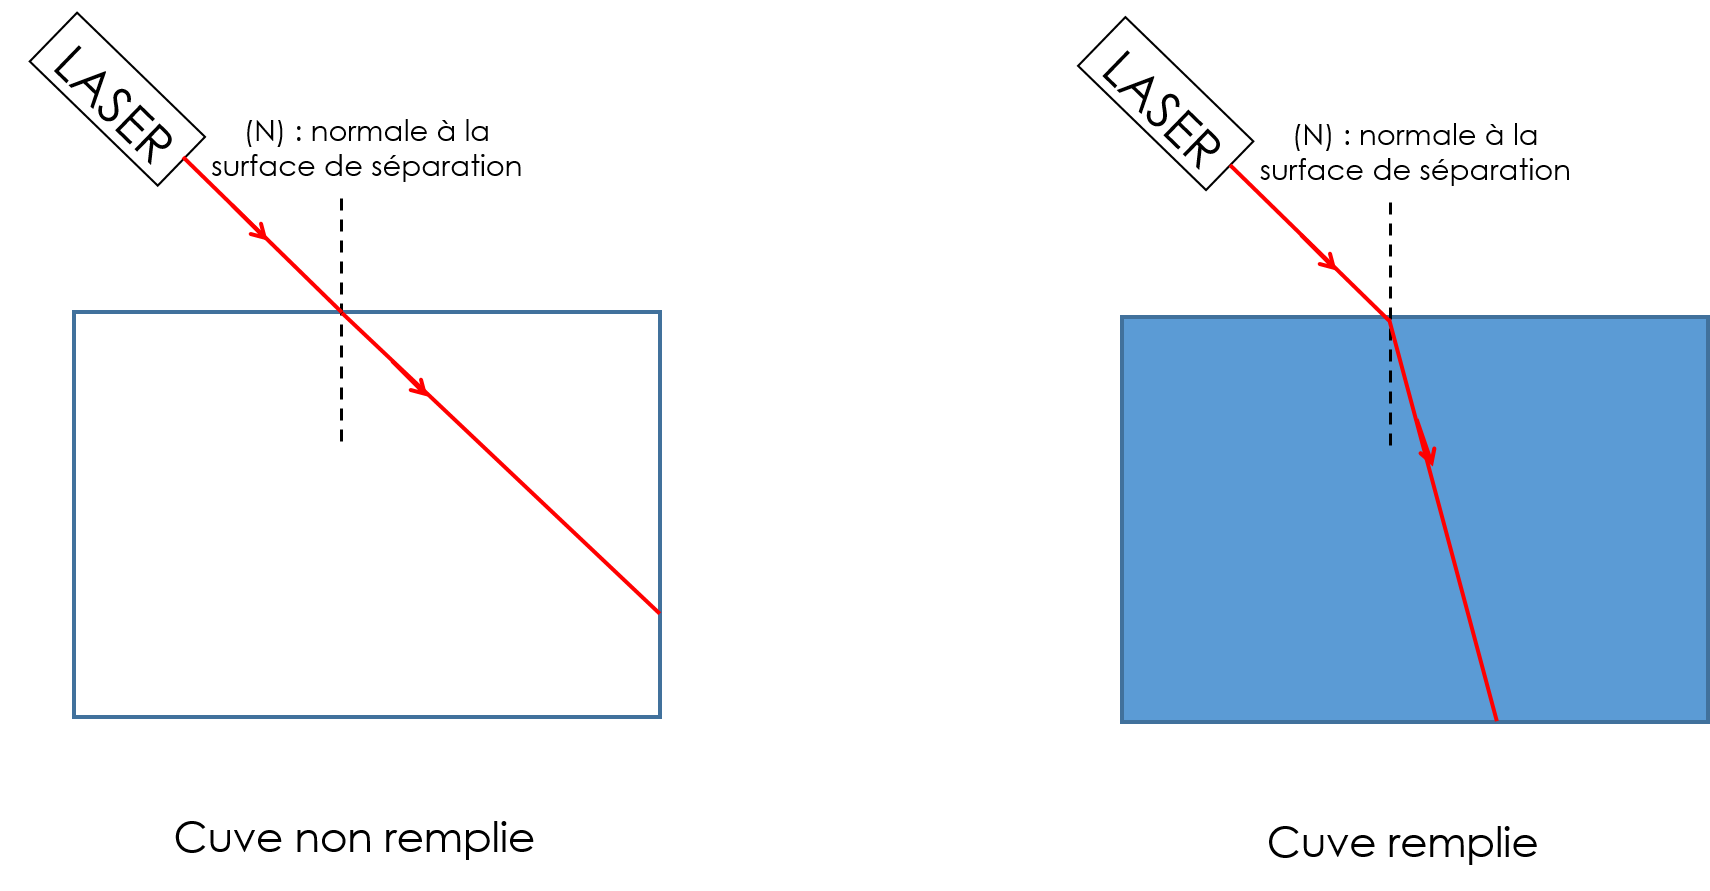 LASER
(N) : normale à la
surface de séparation
Cuve non remplie
LASER
(N) : normale à la
surface de séparation
Cuve remplie